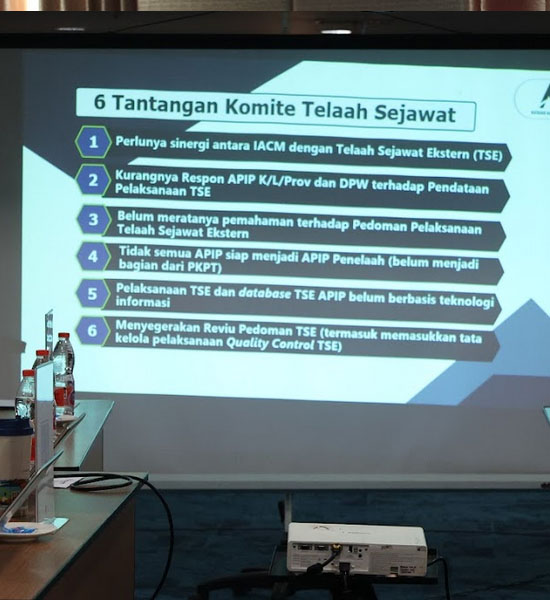 6 Tantangan Komite Telaah Sejawat
1 Perlunya sinergi antara IACM dengan Telaah Sejawat Ekstern (TSE)
2 Kurangnya Respon APIP K/L/Prov dan DPW terhadap Pendataan
Pelaksanaan TSE
3 Belum meratanya pemahaman terhadap Pedoman Pelaksanaan
Telaah Sejawat Ekstern
4 Tidak semua APIP siap menjadi APIP Penelaah (belum menjadi
bagian dari PKPT)
5 Pelaksanaan TSE dan database TSE APIP belum berbasis teknologi
informasi
6 Menyegerakan Reviu Pedoman TSE (termasuk memasukkan tata
kelola pelaksanaan Quality Control TSE)